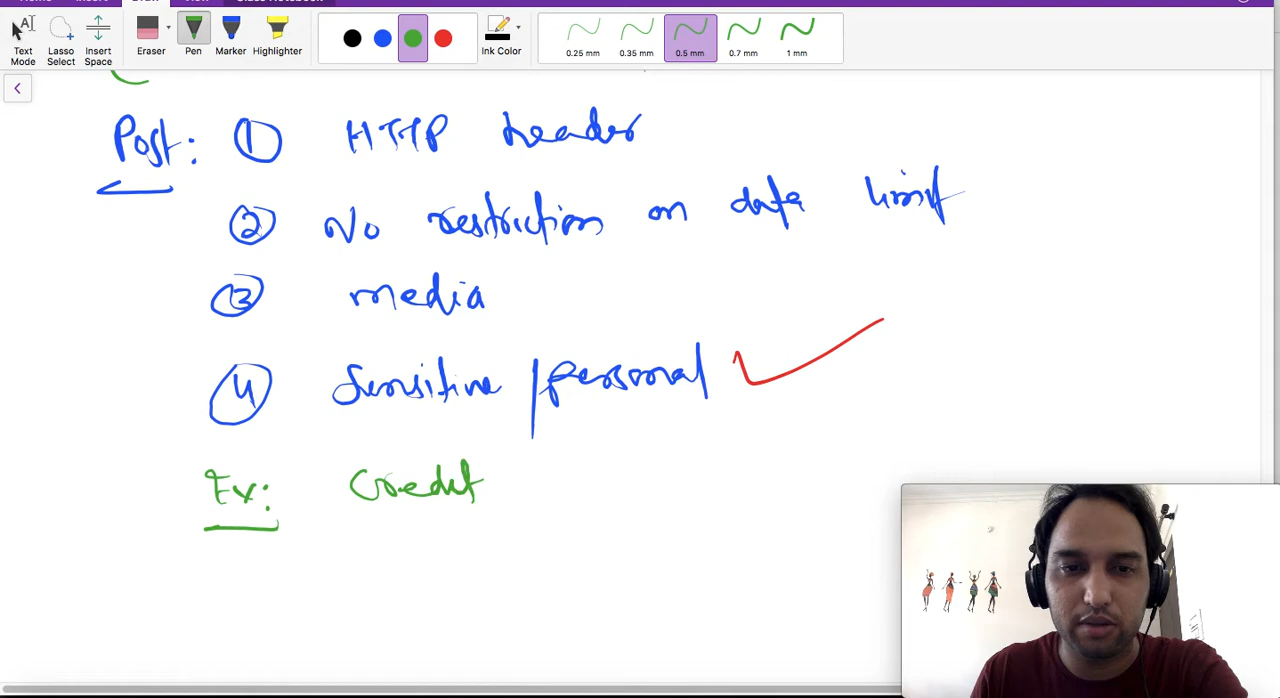 Text Mode
Lasso Select
Insert Space
Eraser
Pen
Marker
Highlighter
Ink Color
0.25 mm
0.35 mm
0.5 mm
0.7 mm
1 mm
Post: ① HTTP header
② No restriction on data limit
③ media
④ Sensitive / personal
Ex: Credit